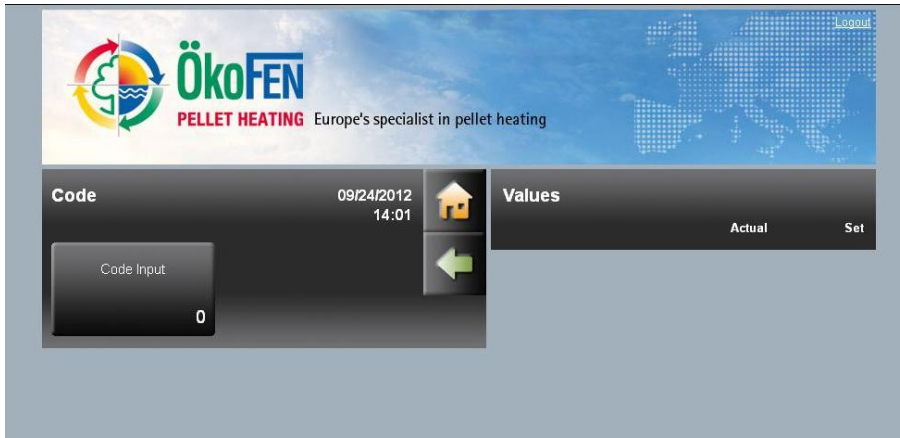 Logout
ÖkoFEN
PELLET HEATING Europe's specialist in pellet heating
Code
09/24/2012
14:01
Code Input
0
Values
Actual Set